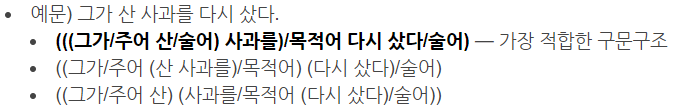 • 예문) 그가 산 사과를 다시 샀다.
• (((그가/주어 산/술어) 사과를)/목적어 다시 샀다/술어) — 가장 적합한 구문구조
• ((그가/주어 (산 사과를)/목적어) (다시 샀다)/술어)
• ((그가/주어 산) (사과를/목적어 (다시 샀다)/술어))